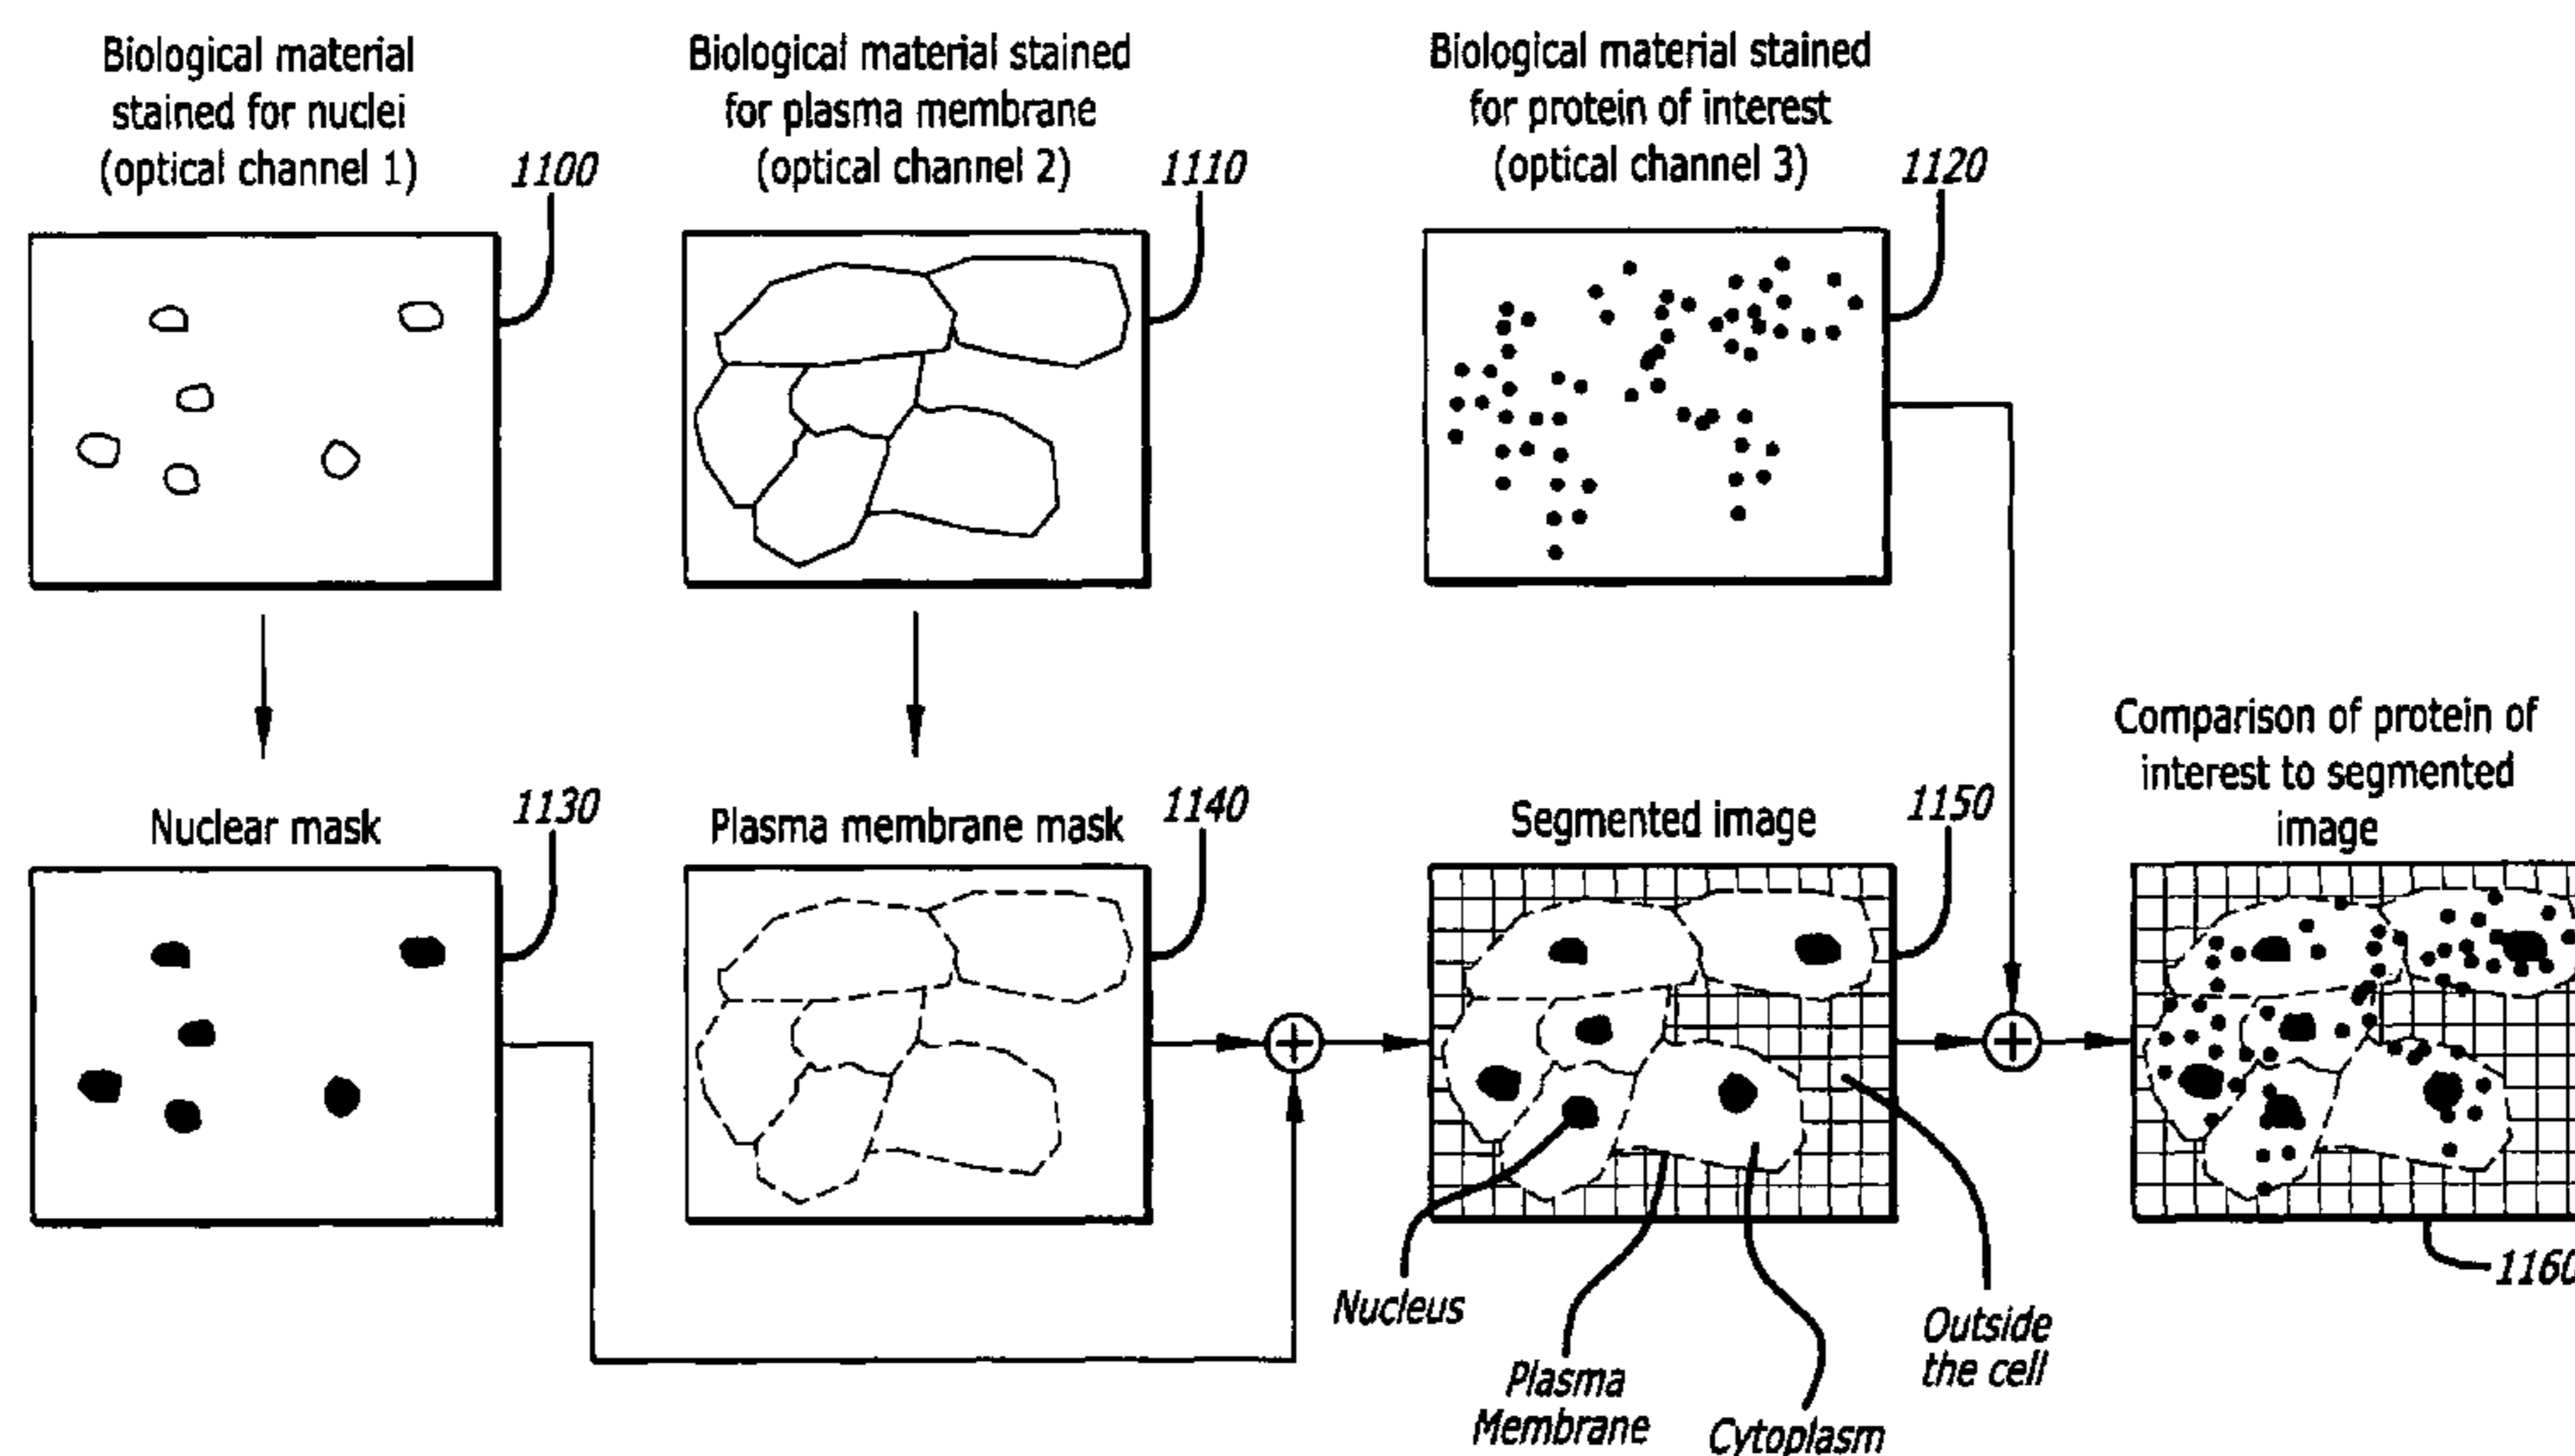 Biological material
stained for nuclei
(optical channel 1)
1100
Biological material stained
for plasma membrane
(optical channel 2)
1110
Biological material stained
for protein of interest
(optical channel 3)
1120
Nuclear mask
1130
Plasma membrane mask
1140
Segmented image
1150
Comparison of protein of
interest to segmented
image
1160
Nucleus
Plasma
Membrane
Cytoplasm
Outside
the cell